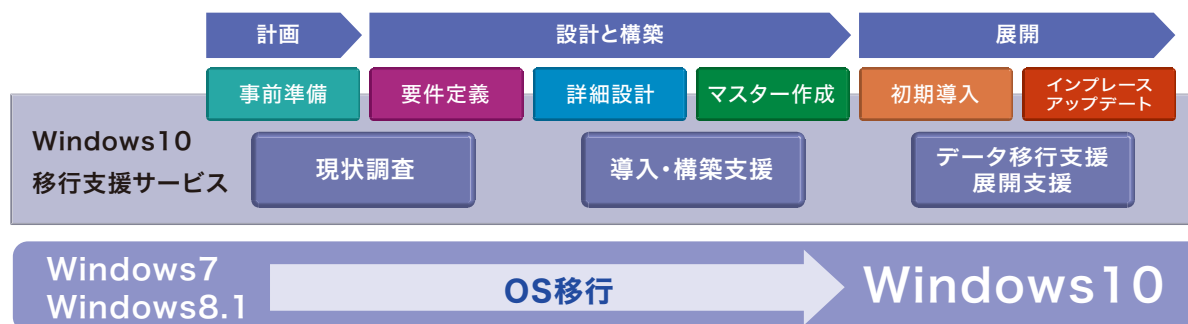 計画
設計と構築
展開
事前準備
要件定義
詳細設計
マスター作成
初期導入
インプレース
アップデート
Windows10
移行支援サービス
現状調査
導入・構築支援
データ移行支援
展開支援
Windows7
Windows8.1
OS移行
Windows10